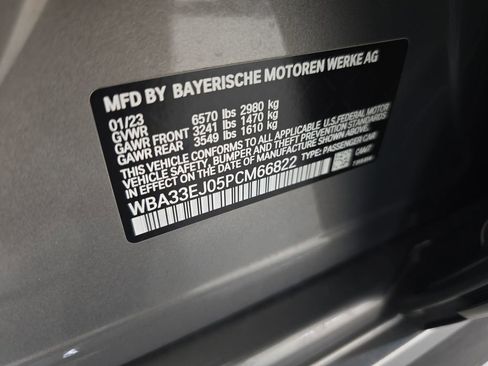 MFD BY BAYERISCHE MOTOREN WERKE AG
01/23
GVWR 6570 lbs 2980 kg
GAWR FRONT 3241 lbs 1470 kg
GAWR REAR 3549 lbs 1610 kg
THIS VEHICLE CONFORMS TO ALL APPLICABLE U.S.FEDERAL MOTOR
VEHICLE SAFETY, BUMPER AND THEFT PREVENTION STANDARDS
IN EFFECT ON THE DATE OF MANUFACTURE SHOWN ABOVE.
WBA33EJ05PCM66822 TYPE: PASSENGER CAR